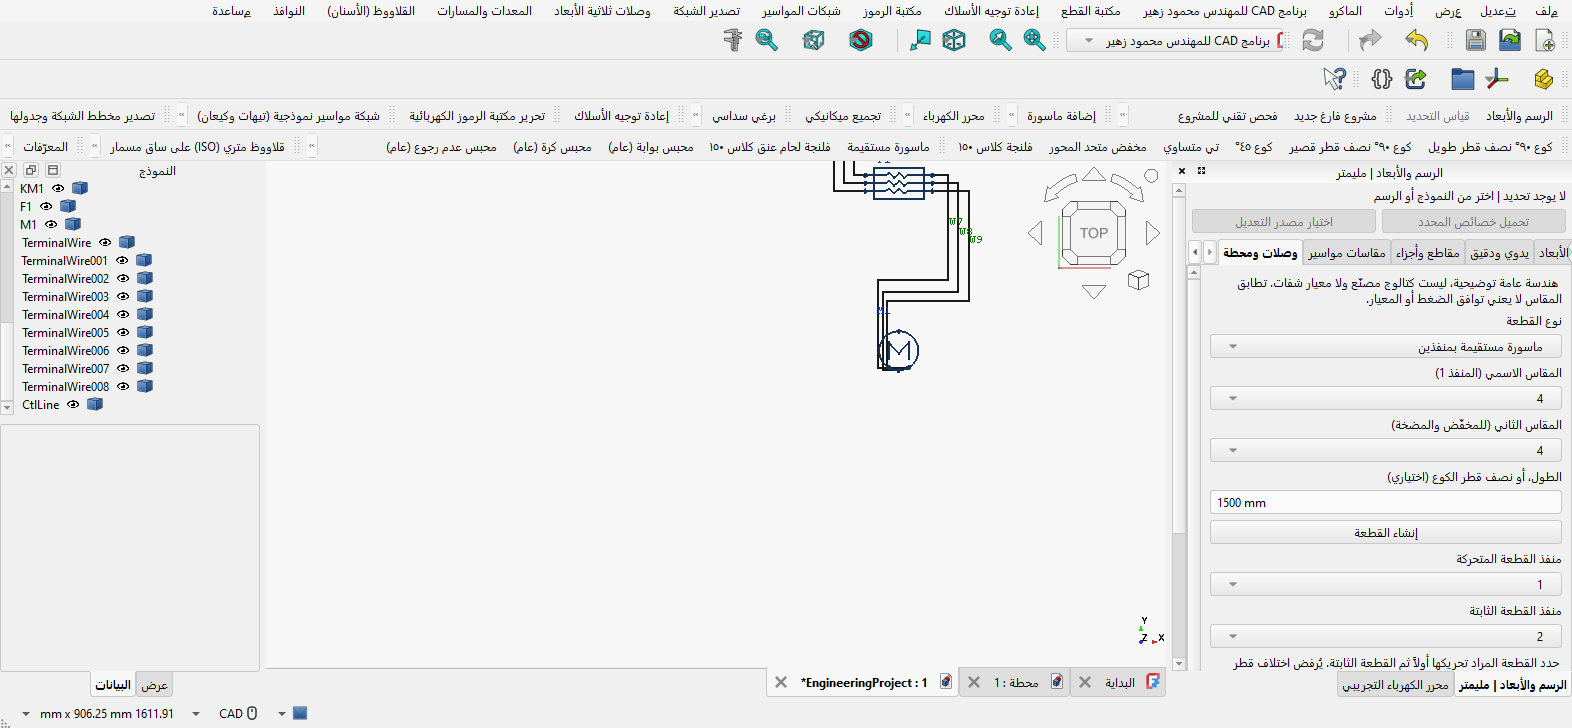 ملف تعديل عرض أدوات الماكرو برنامج CAD للمهندس محمود زهير مكتبة القطع إعادة توجيه الأسلاك مكتبة الرموز شبكات المواسير تصدير الشبكة وصلات ثلاثية الأبعاد المعدات والمسارات القلاووظ (الأسنان) النوافذ مساعدة
برنامج CAD للمهندس محمود زهير
الرسم والأبعاد قياس التحديد مشروع فارغ جديد فحص تقني للمشروع إضافة ماسورة محرر الكهرباء تجميع ميكانيكي برغي سداسي إعادة توجيه الأسلاك تحرير مكتبة الرموز الكهربائية شبكة مواسير نموذجية (تيهات وكيعان) تصدير مخطط الشبكة وجدولها
كوع ٩٠° نصف قطر طويل كوع ٩٠° نصف قطر قصير كوع ٤٥° تي متساوي مخفض متحد المحور فلنجة كلاس ١٥٠ ماسورة مستقيمة فلنجة لحام عنق كلاس ١٥٠ محبس بوابة (عام) محبس كرة (عام) محبس عدم رجوع (عام) قلاووظ متري (ISO) على ساق مسمار المعرّفات
النموذج
KM1
F1
M1
TerminalWire
TerminalWire001
TerminalWire002
TerminalWire003
TerminalWire004
TerminalWire005
TerminalWire006
TerminalWire007
TerminalWire008
CtlLine
عرض البيانات
W7
W8
W9
M
TOP
Y
Z X
الرسم والأبعاد | مليمتر
لا يوجد تحديد | اختر من النموذج أو الرسم
تحميل خصائص المحدد اختيار مصدر التعديل
الأبعاد يدوي ودقيق مقاطع وأجزاء مقاسات مواسير وصلات ومحطة
هندسة عامة توضيحية، ليست كتالوج مصنّع ولا معيار شفات. تطابق
المقاس لا يعني توافق الضغط أو المعيار.
نوع القطعة
ماسورة مستقيمة بمنفذين
المقاس الاسمي (المنفذ 1)
4
المقاس الثاني (للمخفّض والمضخة)
4
الطول، أو نصف قطر الكوع (اختياري)
1500 mm
إنشاء القطعة
منفذ القطعة المتحركة
1
منفذ القطعة الثابتة
2
حدد القطعة المراد تحريكها أولاً ثم القطعة الثابتة. يُرفض اختلاف قطر
الرسم والأبعاد | مليمتر محرر الكهرباء التجريبي
البداية محطة : 1 EngineeringProject : 1*
CAD
1611.91 mm x 906.25 mm